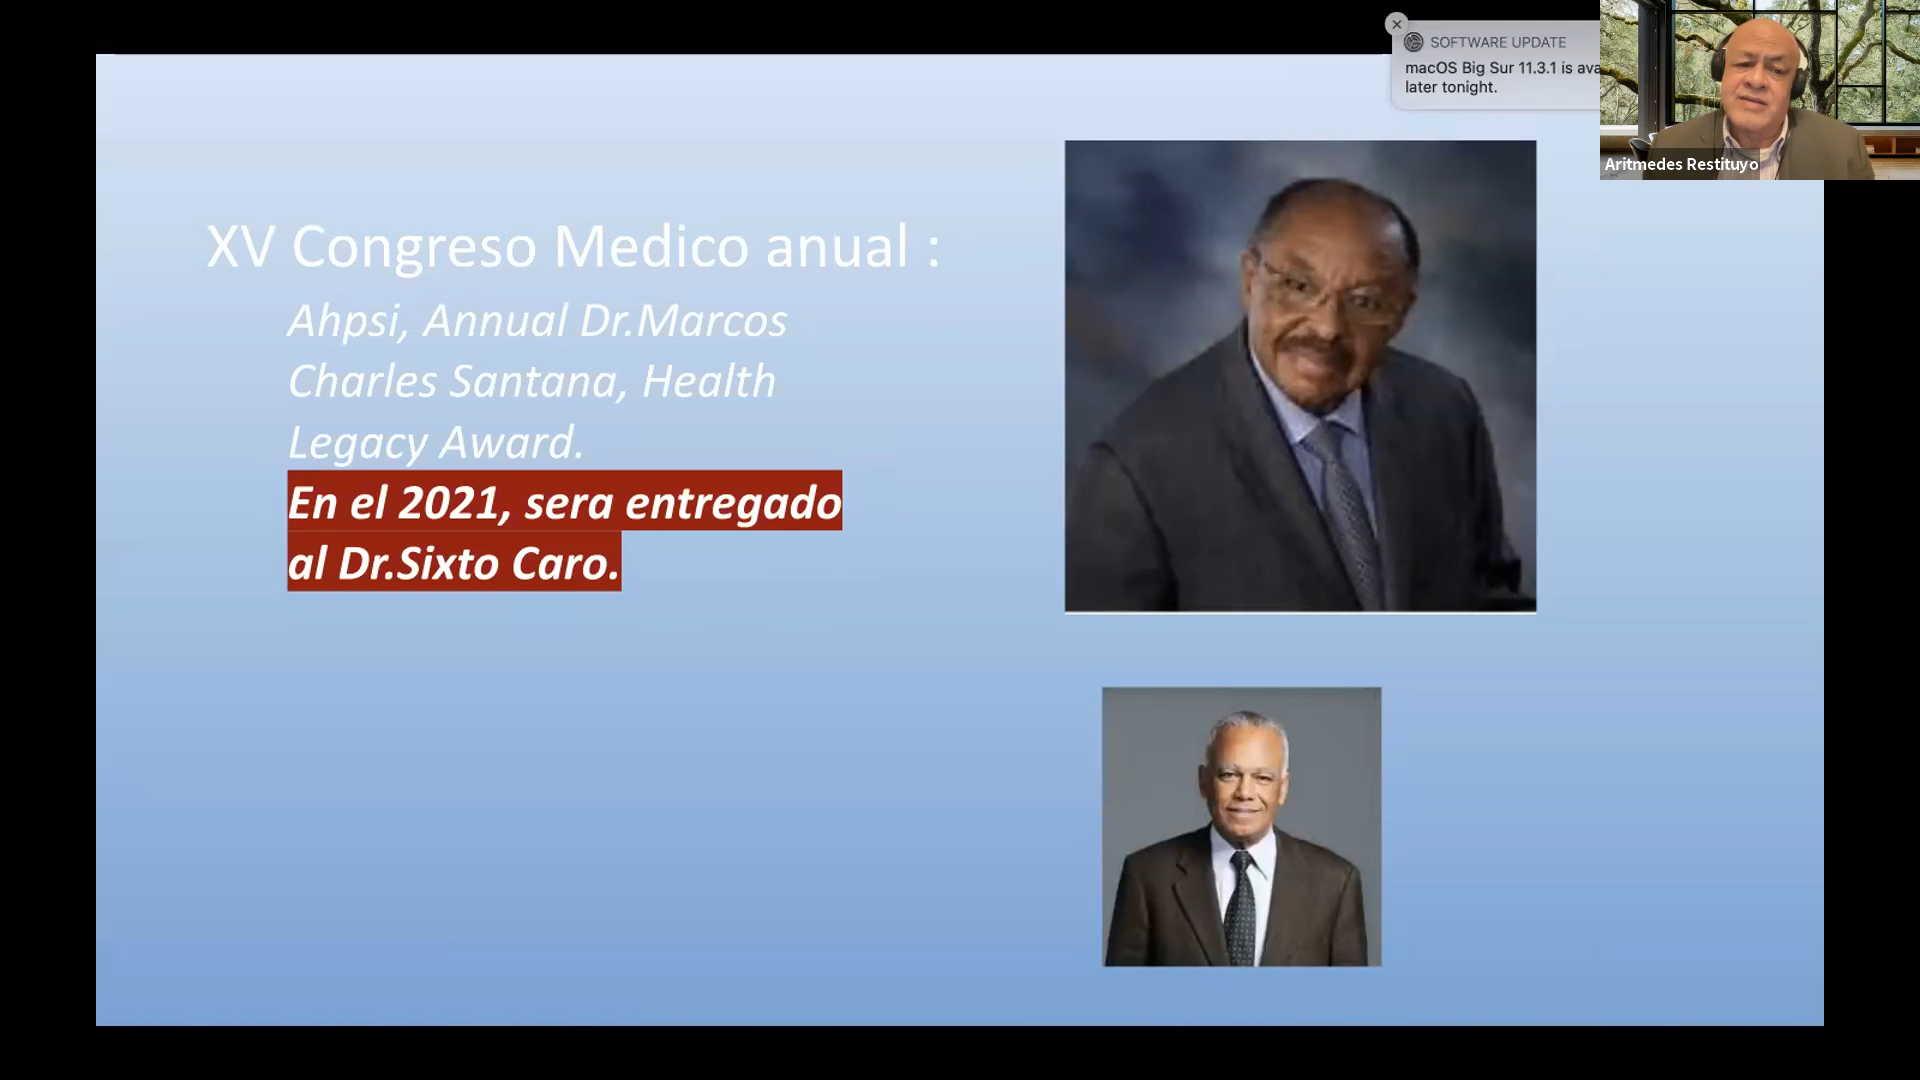 SOFTWARE UPDATE
macOS Big Sur 11.3.1 is
later tonight.
Aritmedes Restituyo
XV Congreso Medico anual :
Ahpsi, Annual Dr.Marcos
Charles Santana, Health
Legacy Award.
En el 2021, sera entregado
al Dr.Sixto Caro.